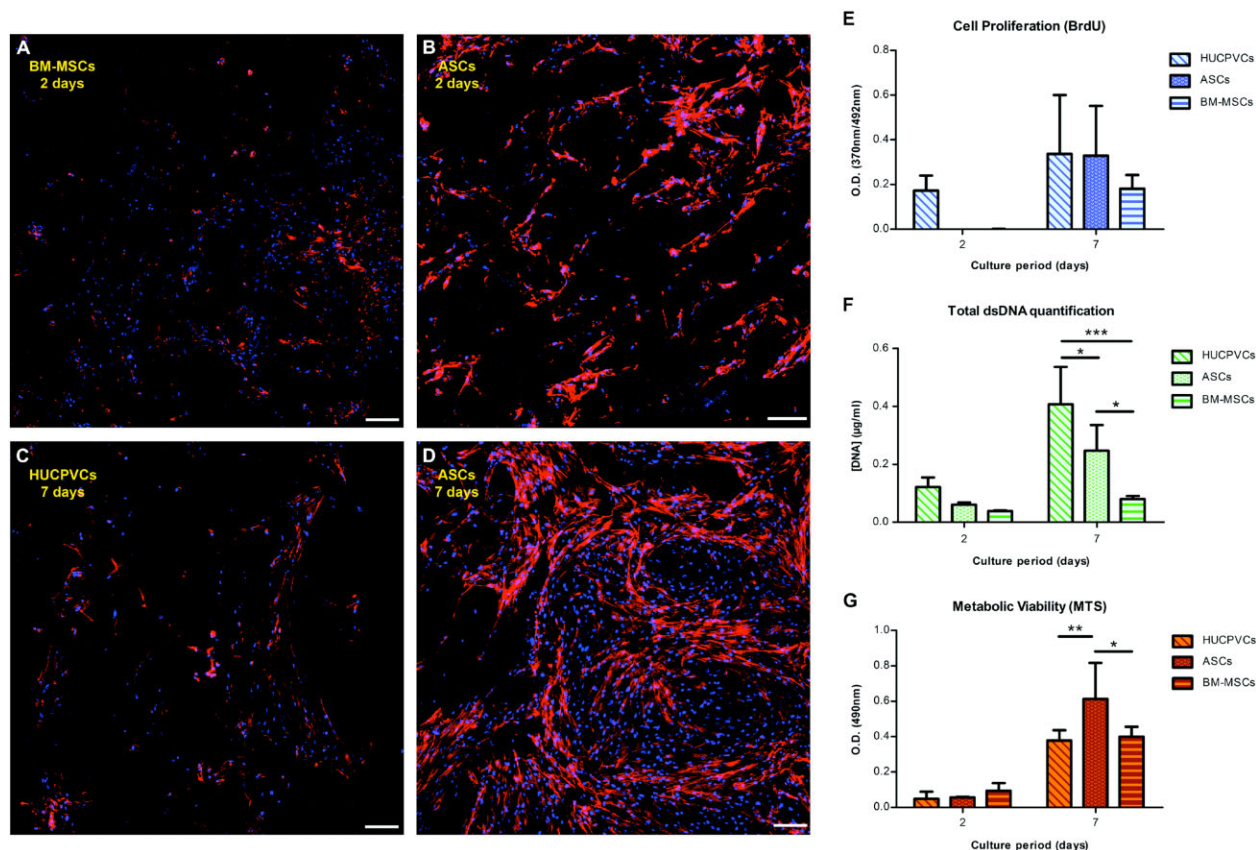 A
BM-MSCs
2 days
B
ASCs
2 days
C
HUCPVCs
7 days
D
ASCs
7 days
E
Cell Proliferation (BrdU)
0.8
0.6
0.4
0.2
0.0
O.D. (370nm/492nm)
2
7
Culture period (days)
HUCPVCs
ASCs
BM-MSCs
F
Total dsDNA quantification
0.6
0.4
0.2
0.0
[DNA] (µg/ml)
***
*
*
2
7
Culture period (days)
HUCPVCs
ASCs
BM-MSCs
G
Metabolic Viability (MTS)
1.0
0.8
0.6
0.4
0.2
0.0
O.D. (490nm)
**
*
2
7
Culture period (days)
HUCPVCs
ASCs
BM-MSCs